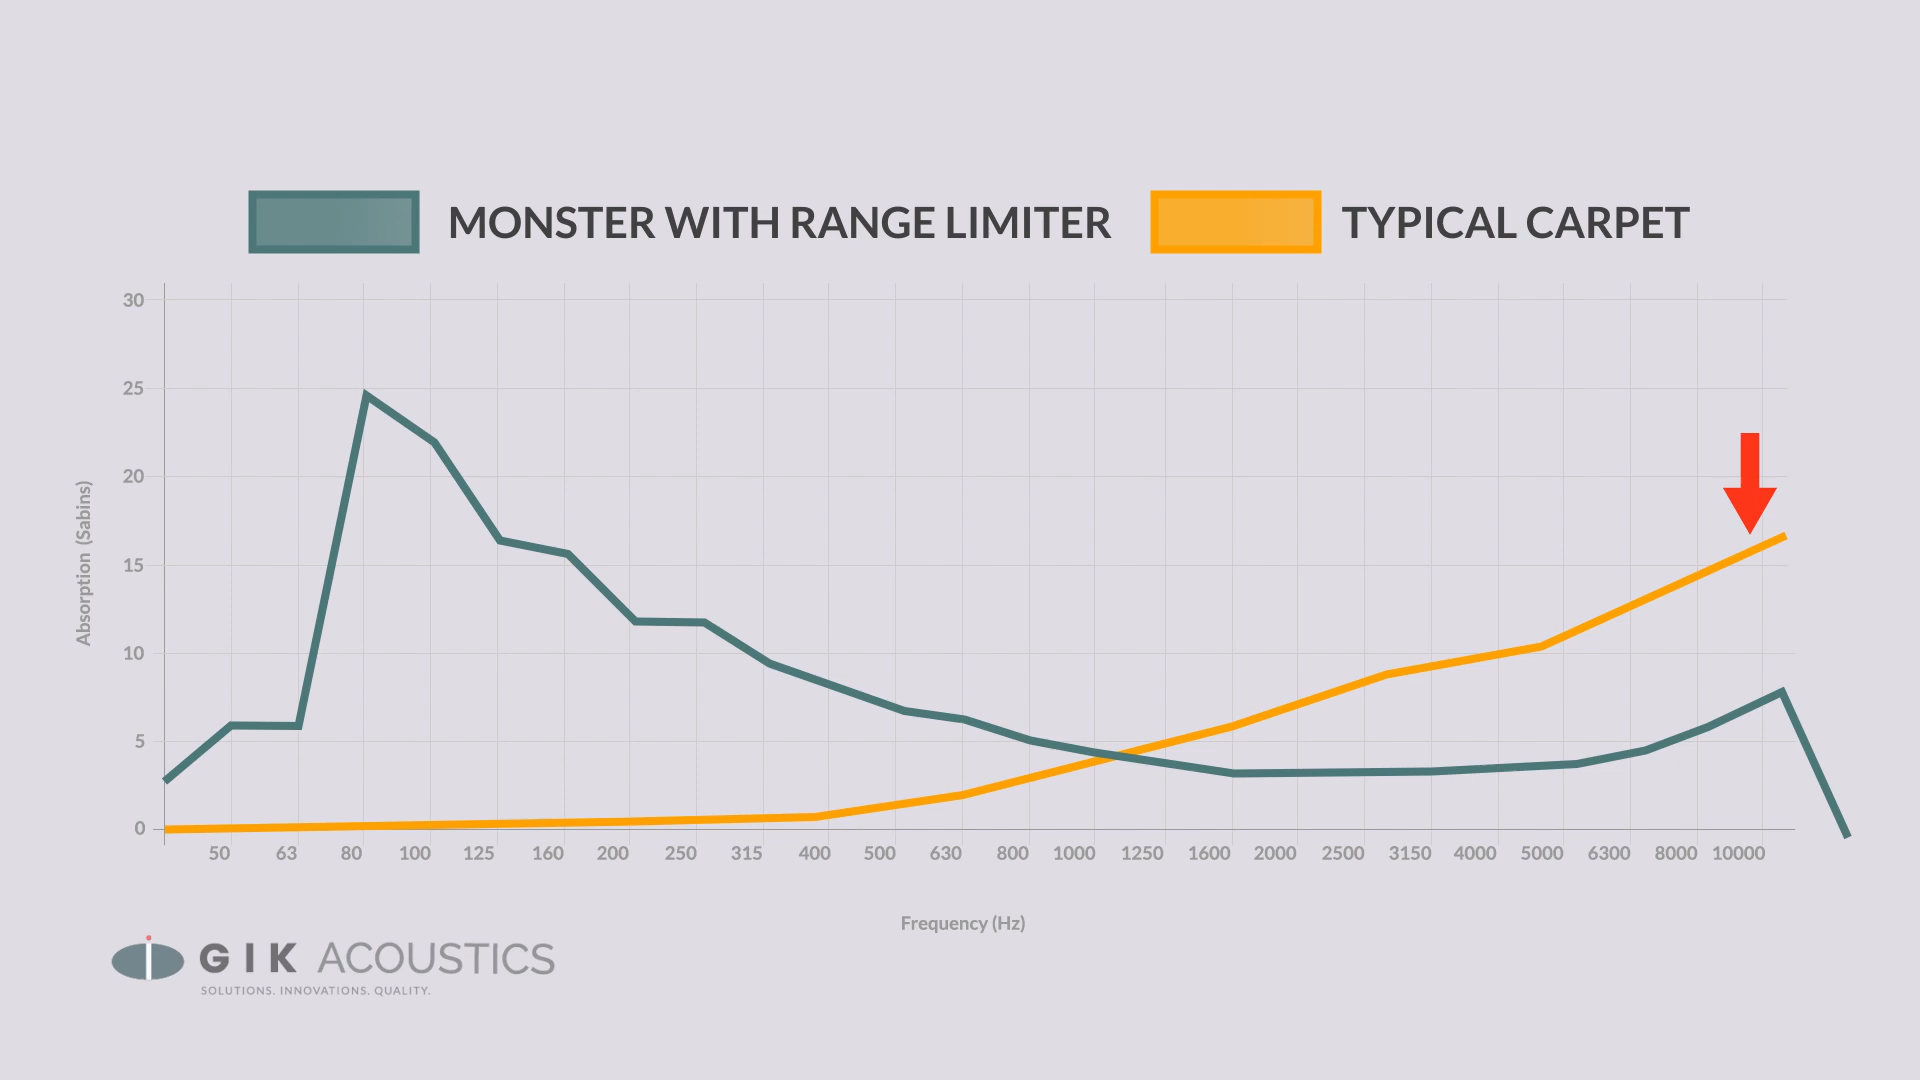 MONSTER WITH RANGE LIMITER TYPICAL CARPET
30
25
20
15
10
5
0
Absorption (Sabins)
50 63 80 100 125 160 200 250 315 400 500 630 800 1000 1250 1600 2000 2500 3150 4000 5000 6300 8000 10000
Frequency (Hz)
GIK ACOUSTICS
SOLUTIONS. INNOVATIONS. QUALITY.